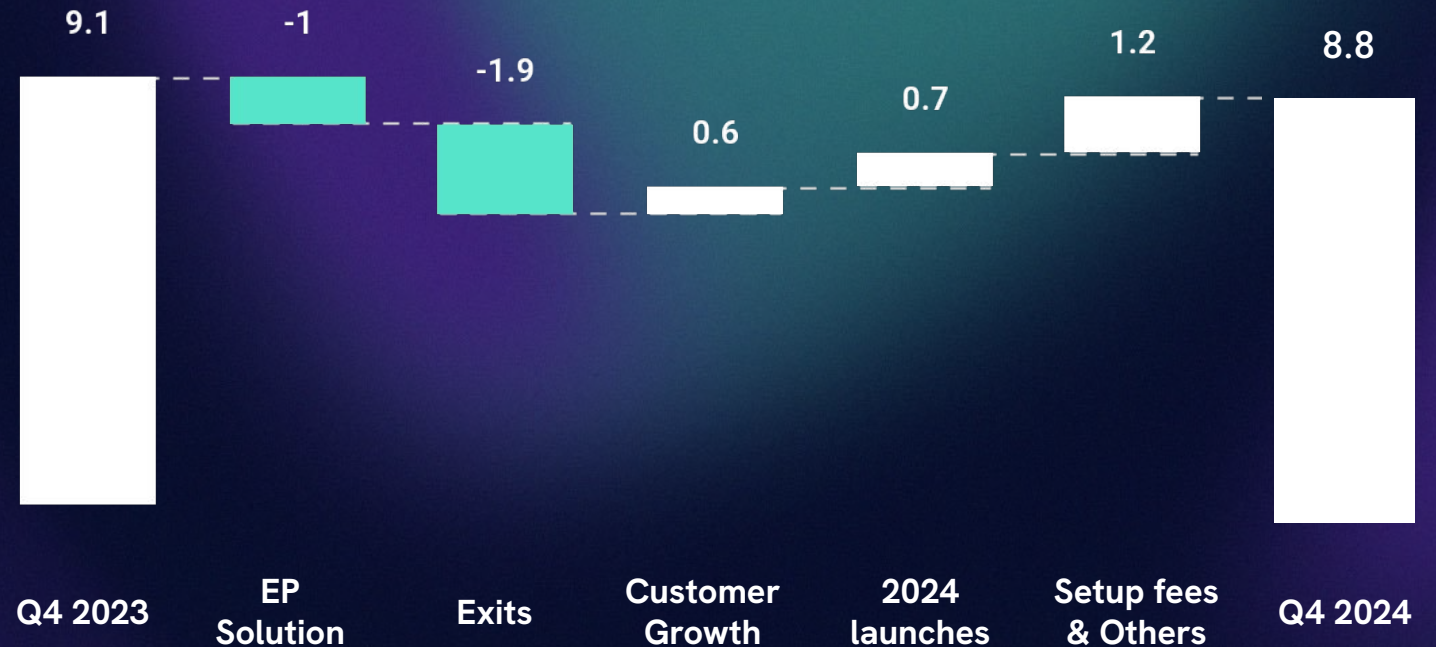 9.1
-1
-1.9
0.6
0.7
1.2
8.8
Q4 2023
EP
Solution
Exits
Customer
Growth
2024
launches
Setup fees
& Others
Q4 2024